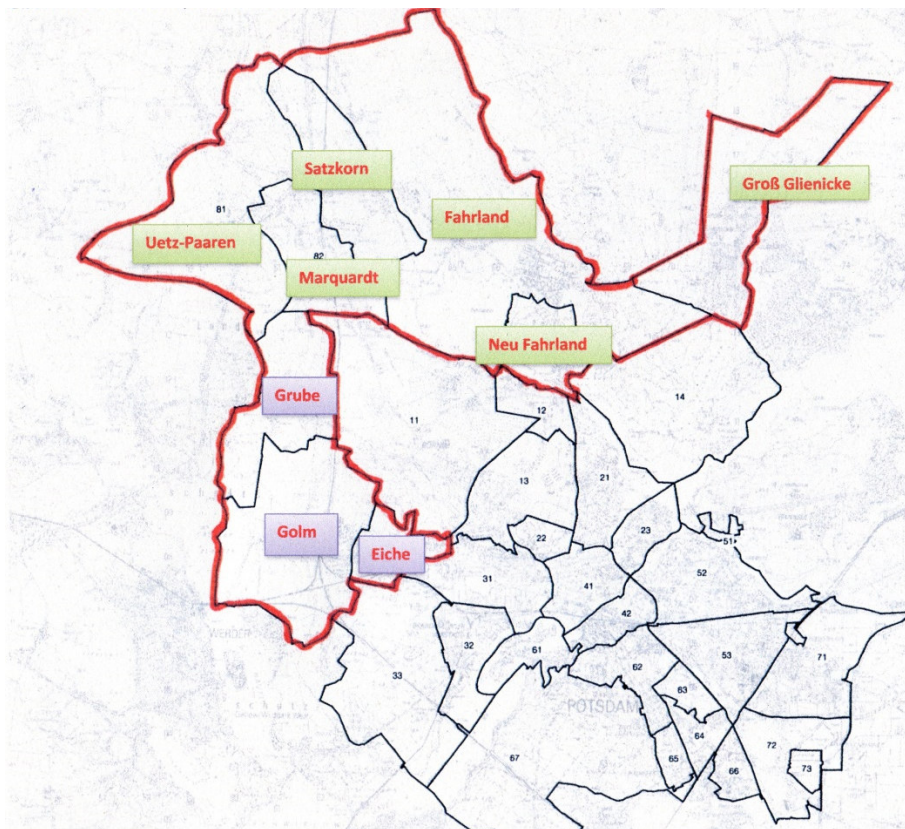 Satzkorn
Groß Glienicke
81
Fahrland
Uetz-Paaren
82
Marquardt
Neu Fahrland
Grube
14
11
12
13
21
22
23
51
Golm
Eiche
31
41
52
42
32
61
53
71
33
62
63
POTSDAM
64
72
67
65
66
73